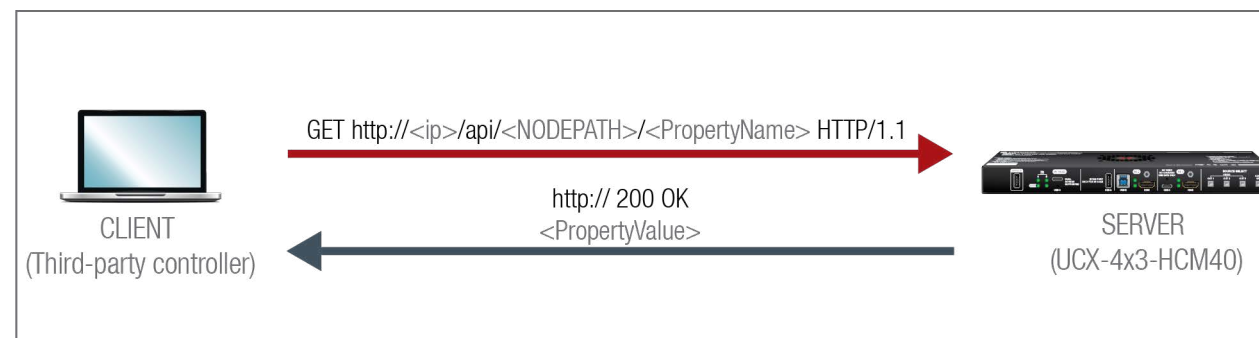 GET http://<ip>/api/<NODEPATH>/<PropertyName> HTTP/1.1
http:// 200 OK
<PropertyValue>
CLIENT
(Third-party controller)
SERVER
(UCX-4x3-HCM40)